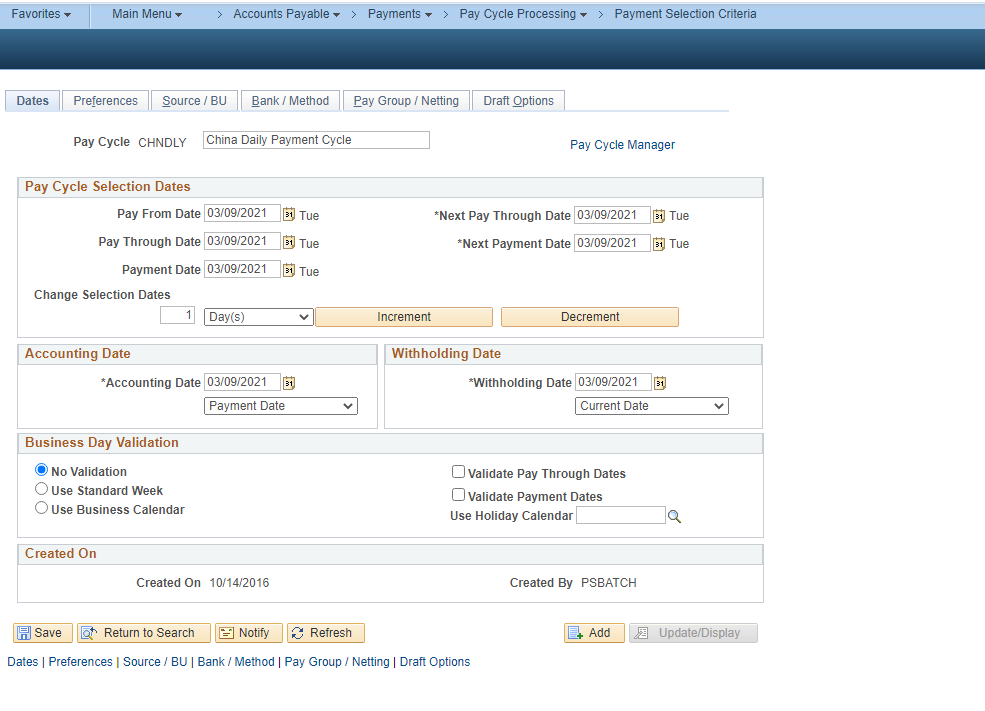 Favorites Main Menu > Accounts Payable > Payments > Pay Cycle Processing > Payment Selection Criteria
Dates Preferences Source / BU Bank / Method Pay Group / Netting Draft Options
Pay Cycle CHNDLY China Daily Payment Cycle Pay Cycle Manager
Pay Cycle Selection Dates
Pay From Date 03/09/2021 31 Tue *Next Pay Through Date 03/09/2021 31 Tue
Pay Through Date 03/09/2021 31 Tue *Next Payment Date 03/09/2021 31 Tue
Payment Date 03/09/2021 31 Tue
Change Selection Dates
1 Day(s) Increment Decrement
Accounting Date Withholding Date
*Accounting Date 03/09/2021 31 *Withholding Date 03/09/2021 31
Payment Date Current Date
Business Day Validation
No Validation Validate Pay Through Dates
Use Standard Week Validate Payment Dates
Use Business Calendar Use Holiday Calendar
Created On
Created On 10/14/2016 Created By PSBATCH
Save Return to Search Notify Refresh Add Update/Display
Dates | Preferences | Source / BU | Bank / Method | Pay Group / Netting | Draft Options